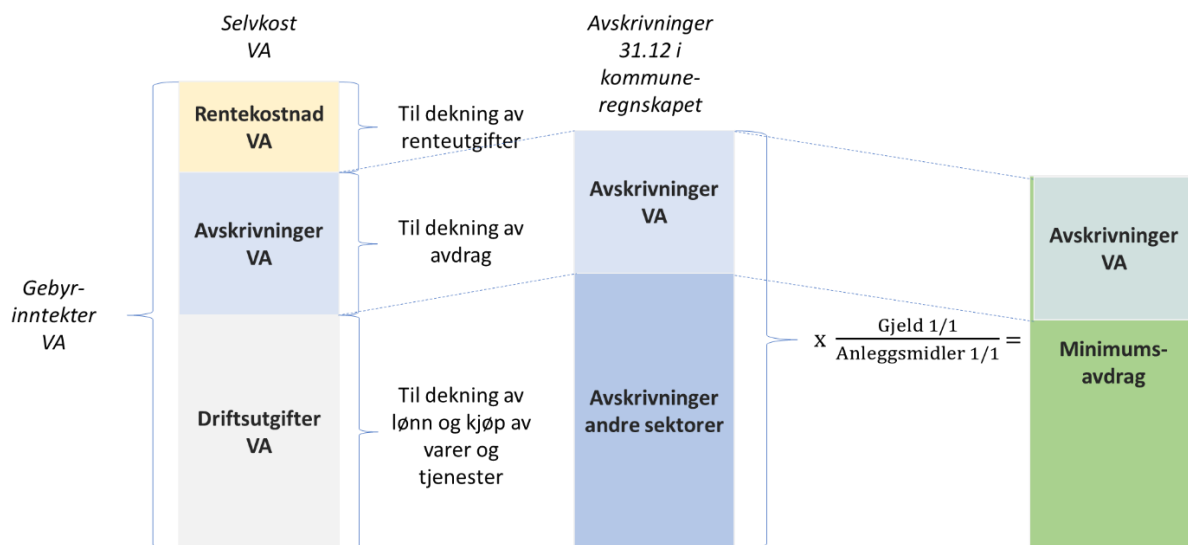 Selvkost
VA
Avskrivninger
31.12 i
kommune-
regnskapet
Gebyr-
inntekter
VA
Rentekostnad
VA
Avskrivninger
VA
Driftsutgifter
VA
Til dekning av
renteutgifter
Til dekning av
avdrag
Til dekning av
lønn og kjøp av
varer og
tjenester
Avskrivninger
VA
Avskrivninger
andre sektorer
x Gjeld 1/1
Anleggsmidler 1/1 =
Avskrivninger
VA
Minimums-
avdrag